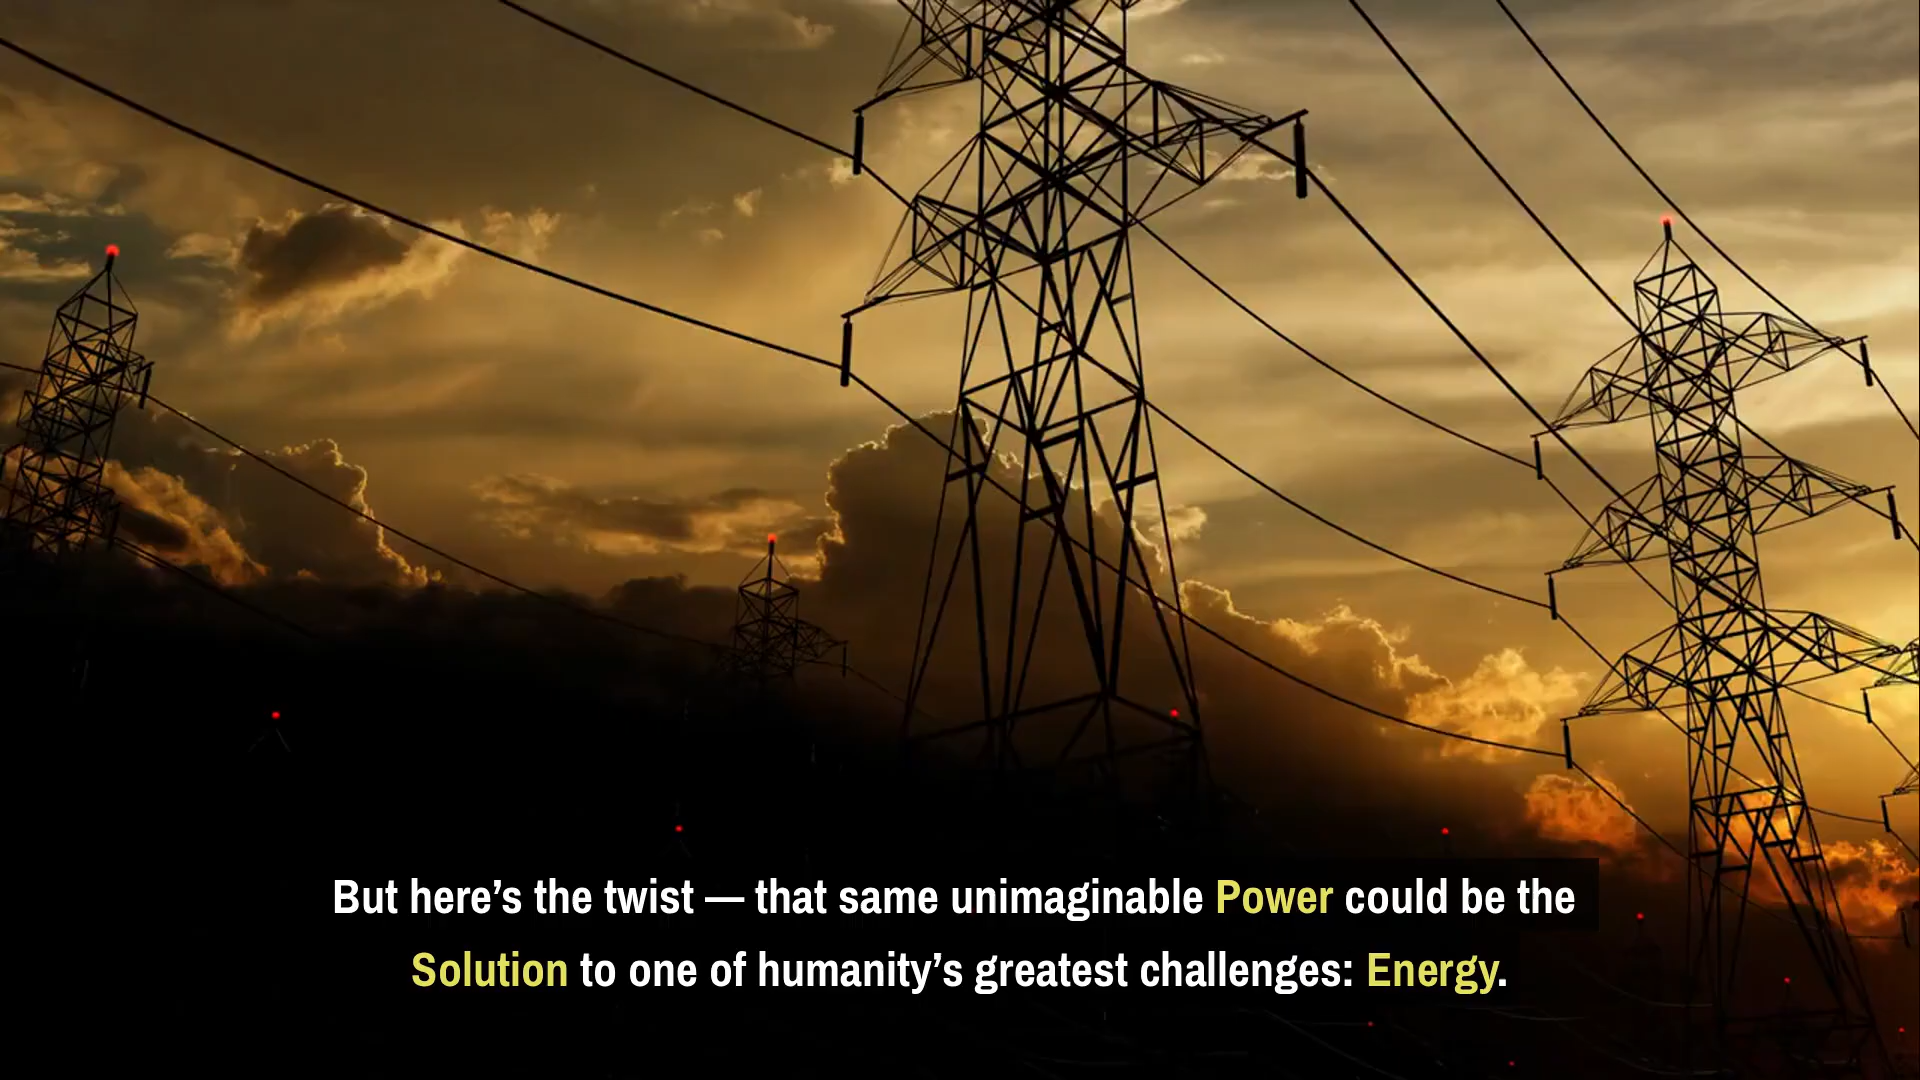 But here’s the twist — that same unimaginable Power could be the
Solution to one of humanity’s greatest challenges: Energy.